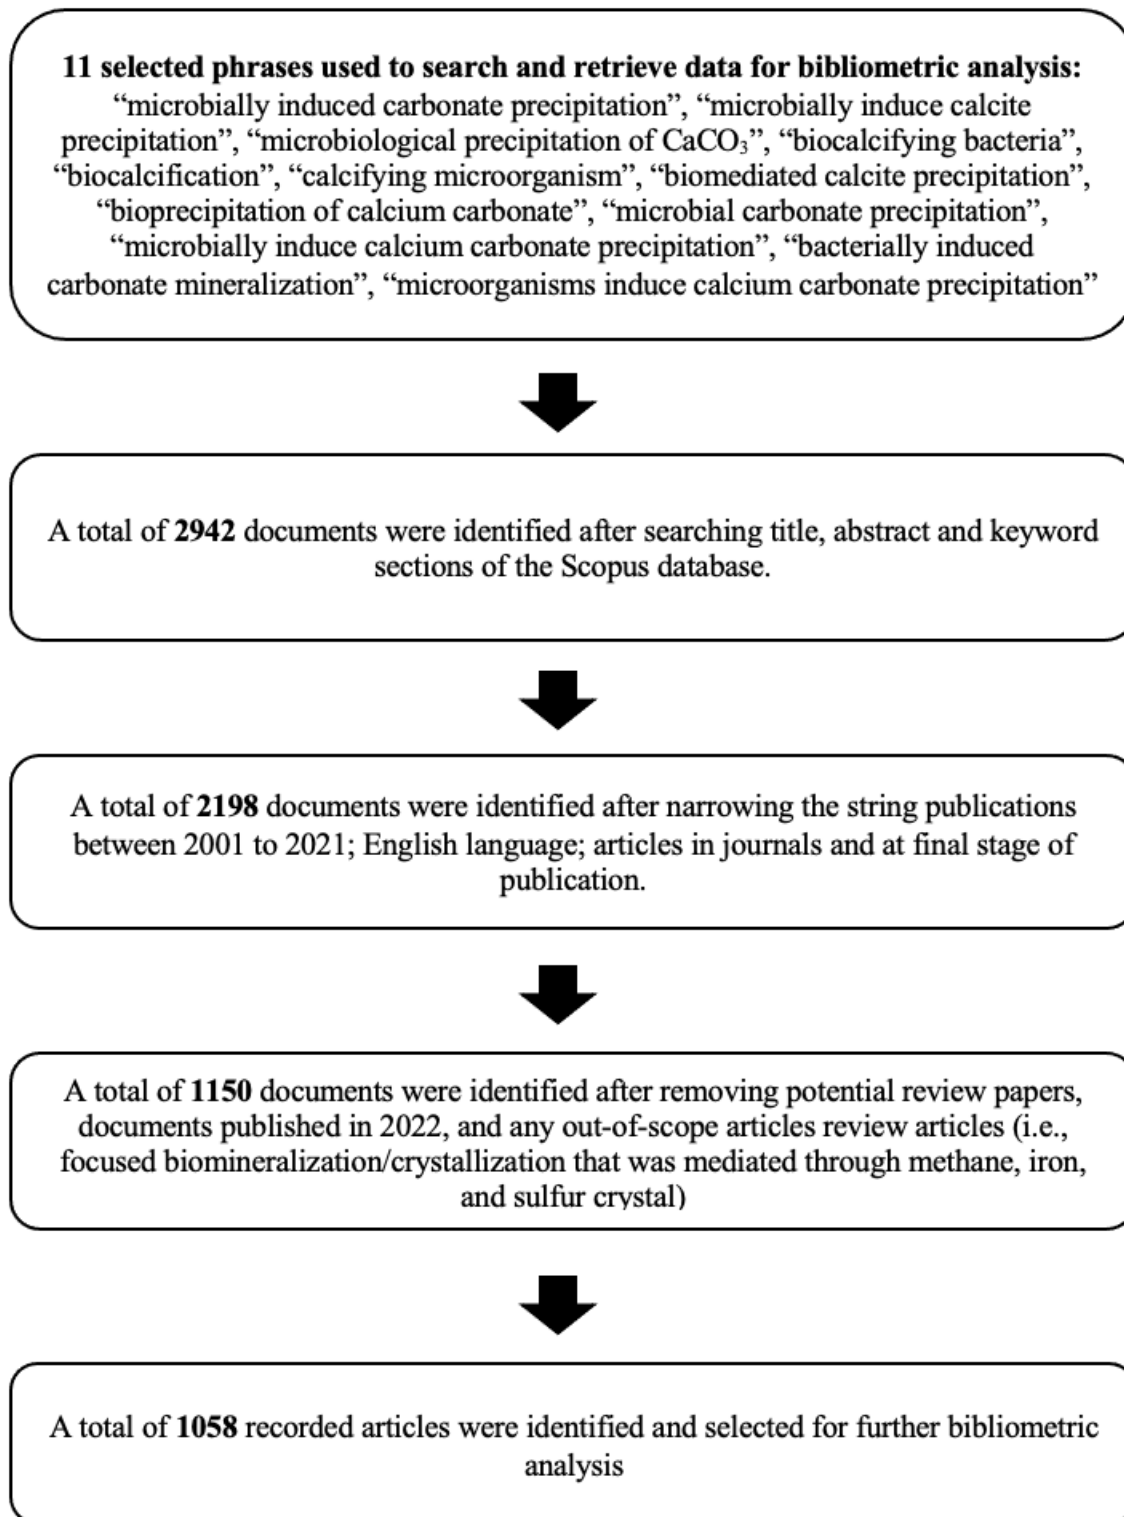 11 selected phrases used to search and retrieve data for bibliometric analysis:
“microbially induced carbonate precipitation”, “microbially induce calcite
precipitation”, “microbiological precipitation of CaCO₃”, “biocalcifying bacteria”,
“biocalcification”, “calcifying microorganism”, “biomediated calcite precipitation”,
“bioprecipitation of calcium carbonate”, “microbial carbonate precipitation”,
“microbially induce calcium carbonate precipitation”, “bacterially induced
carbonate mineralization”, “microorganisms induce calcium carbonate precipitation”
A total of 2942 documents were identified after searching title, abstract and keyword
sections of the Scopus database.
A total of 2198 documents were identified after narrowing the string publications
between 2001 to 2021; English language; articles in journals and at final stage of
publication.
A total of 1150 documents were identified after removing potential review papers,
documents published in 2022, and any out-of-scope articles review articles (i.e.,
focused biomineralization/crystallization that was mediated through methane, iron,
and sulfur crystal)
A total of 1058 recorded articles were identified and selected for further bibliometric
analysis